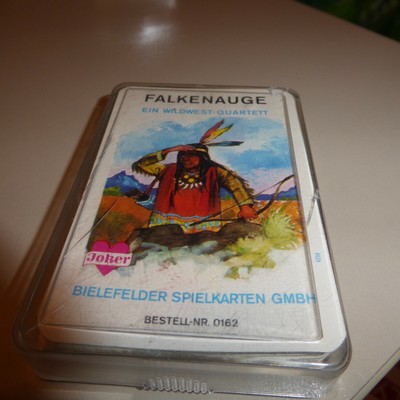 FALKENAUGE
EIN WILDWEST-QUARTETT
Joker
BIELEFELDER SPIELKARTEN GMBH
BESTELL-NR. 0162